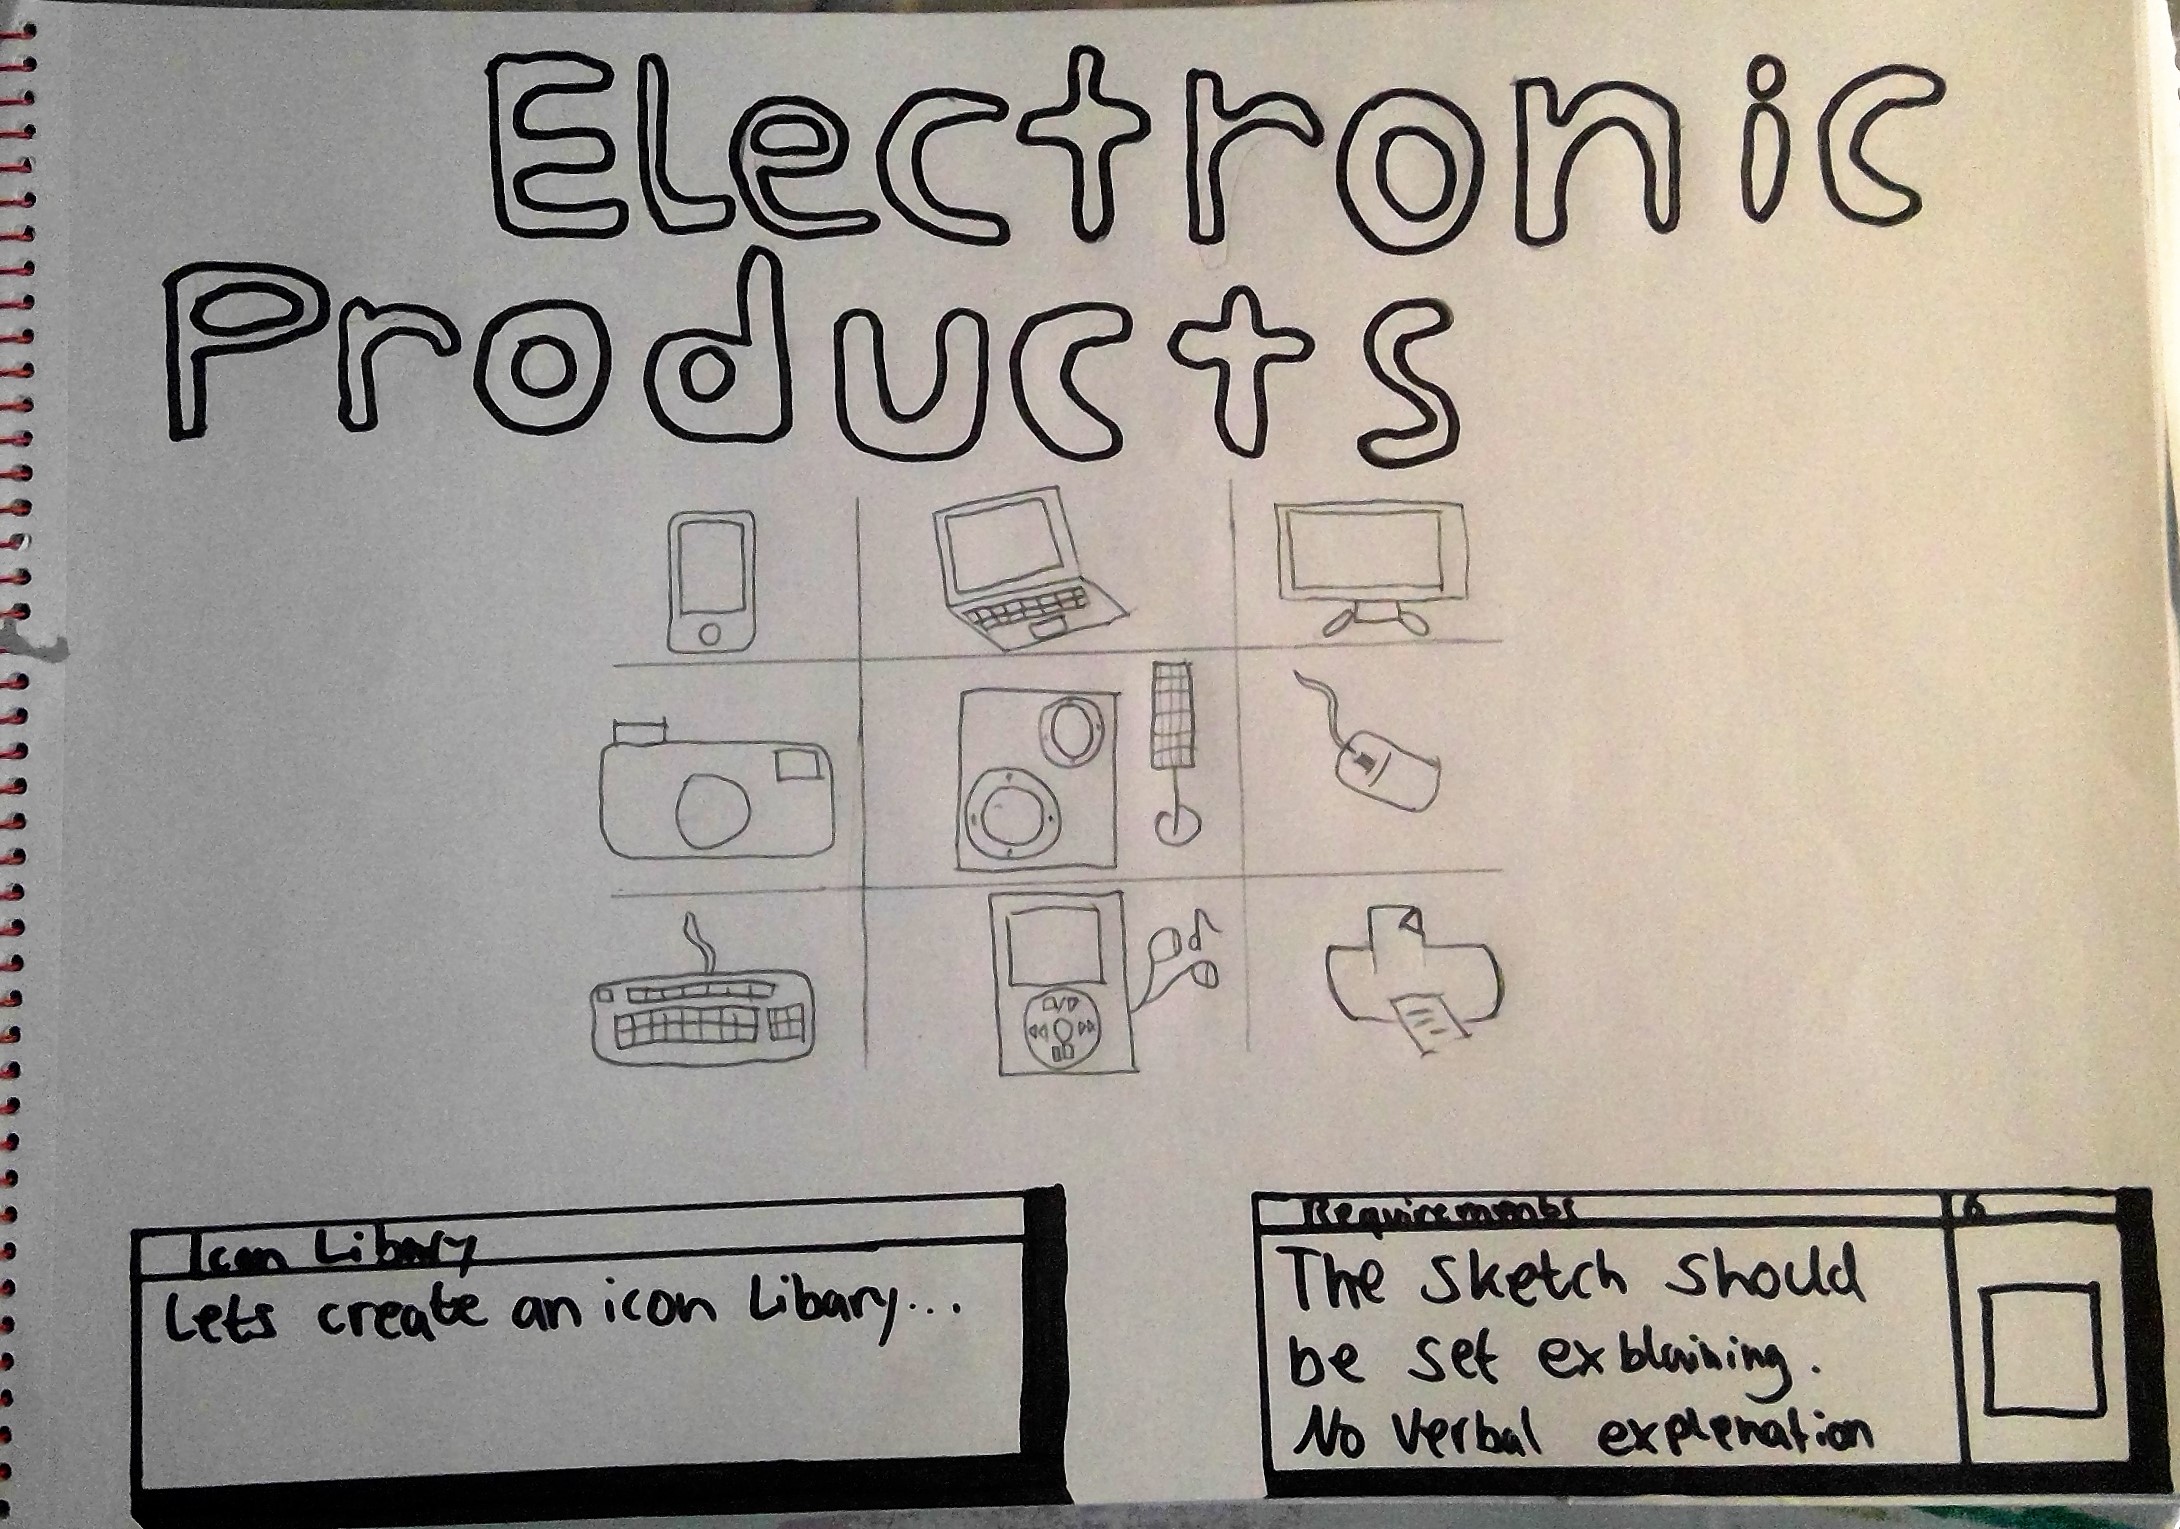 Electronic
Products
Icon Libary
Lets create an icon Libary...
Requirements
6
The sketch should
be set exblaining.
No verbal explenation